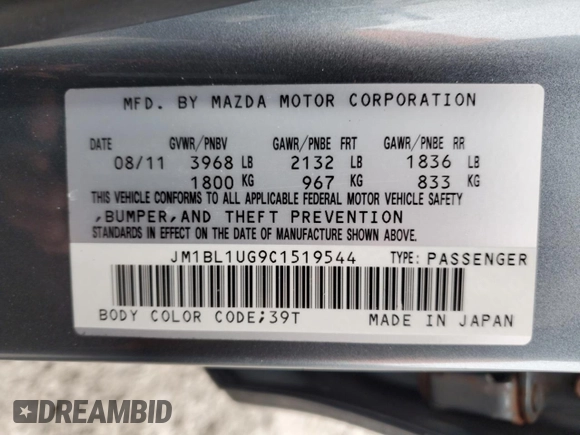 MFD. BY MAZDA MOTOR CORPORATION
DATE GVWR/PNBV GAWR/PNBE FRT GAWR/PNBE RR
08/11 3968 LB 2132 LB 1836 LB
1800 KG 967 KG 833 KG
THIS VEHICLE CONFORMS TO ALL APPLICABLE FEDERAL MOTOR VEHICLE SAFETY
,BUMPER,AND THEFT PREVENTION
STANDARDS IN EFFECT ON THE DATE OF MANUFACTURE SHOWN ABOVE.
JM1BL1UG9C1519544 TYPE: PASSENGER
BODY COLOR CODE;39T MADE IN JAPAN
DREAMBID